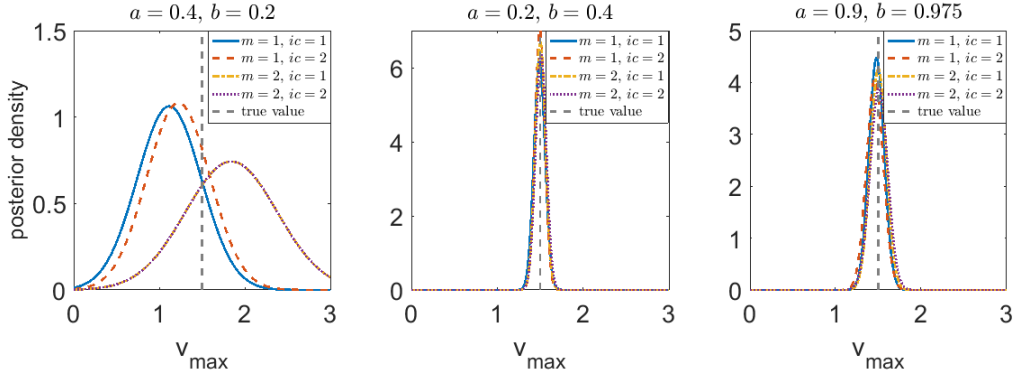 a = 0.4, b = 0.2
posterior density
1.5
1
0.5
0
0
1
2
3
v_max
m = 1, ic = 1
m = 1, ic = 2
m = 2, ic = 1
m = 2, ic = 2
true value
a = 0.2, b = 0.4
6
4
2
0
0
1
2
3
v_max
m = 1, ic = 1
m = 1, ic = 2
m = 2, ic = 1
m = 2, ic = 2
true value
a = 0.9, b = 0.975
5
4
3
2
1
0
0
1
2
3
v_max
m = 1, ic = 1
m = 1, ic = 2
m = 2, ic = 1
m = 2, ic = 2
true value